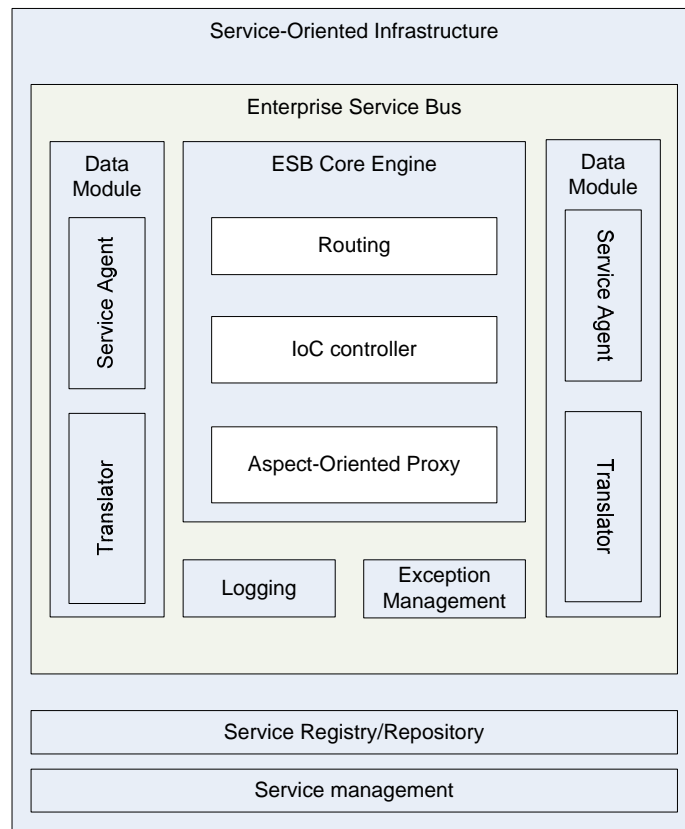 Service-Oriented Infrastructure
Enterprise Service Bus
Data
Module
Service Agent
Translator
ESB Core Engine
Routing
IoC controller
Aspect-Oriented Proxy
Logging
Exception
Management
Data
Module
Service Agent
Translator
Service Registry/Repository
Service management